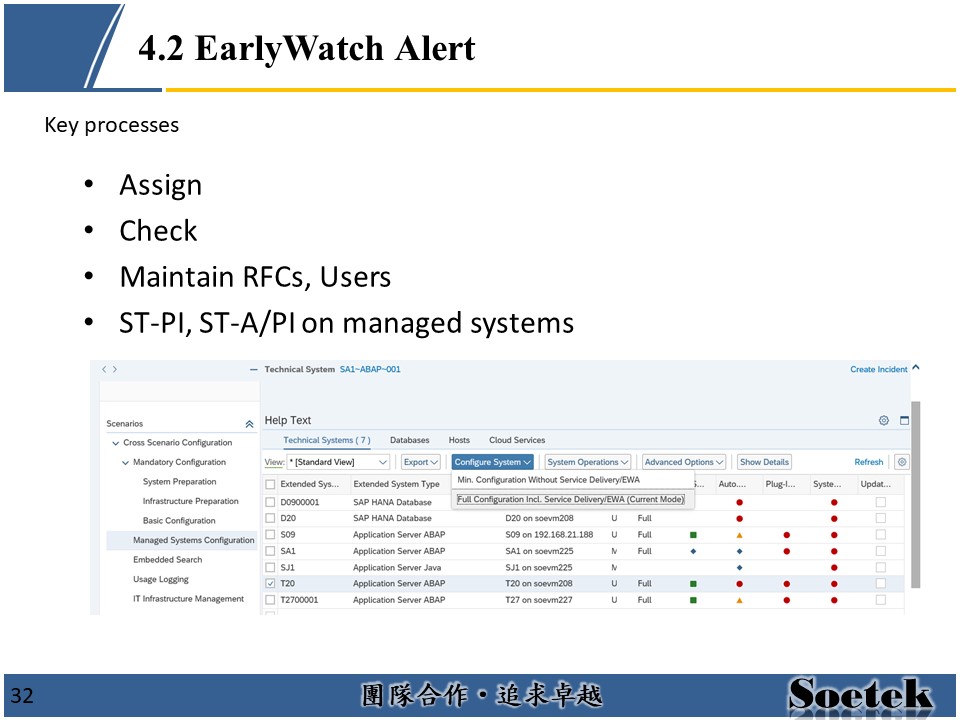 4.2 EarlyWatch Alert
Key processes
• Assign
• Check
• Maintain RFCs, Users
• ST-PI, ST-A/PI on managed systems
Technical System SA1~ABAP~001
Create Incident
Scenarios
Cross Scenario Configuration
Mandatory Configuration
System Preparation
Infrastructure Preparation
Basic Configuration
Managed Systems Configuration
Embedded Search
Usage Logging
IT Infrastructure Management
Help Text
Technical Systems ( 7 ) Databases Hosts Cloud Services
View: * [Standard View] Export Configure System System Operations Advanced Options Show Details Refresh
Min. Configuration Without Service Delivery/EWA
Full Configuration Incl. Service Delivery/EWA (Current Mode)
Extended Sys... Extended System Type S... Auto.... Plug-I... Syste... Updat...
D0900001 SAP HANA Database
D20 SAP HANA Database D20 on soevm208 U Full
S09 Application Server ABAP S09 on 192.168.21.188 U Full
SA1 Application Server ABAP SA1 on soevm225 Full
SJ1 Application Server Java SJ1 on soevm225
T20 Application Server ABAP T20 on soevm208 U Full
T2700001 Application Server ABAP T27 on soevm227 U Full
32
團隊合作・追求卓越
Soetek